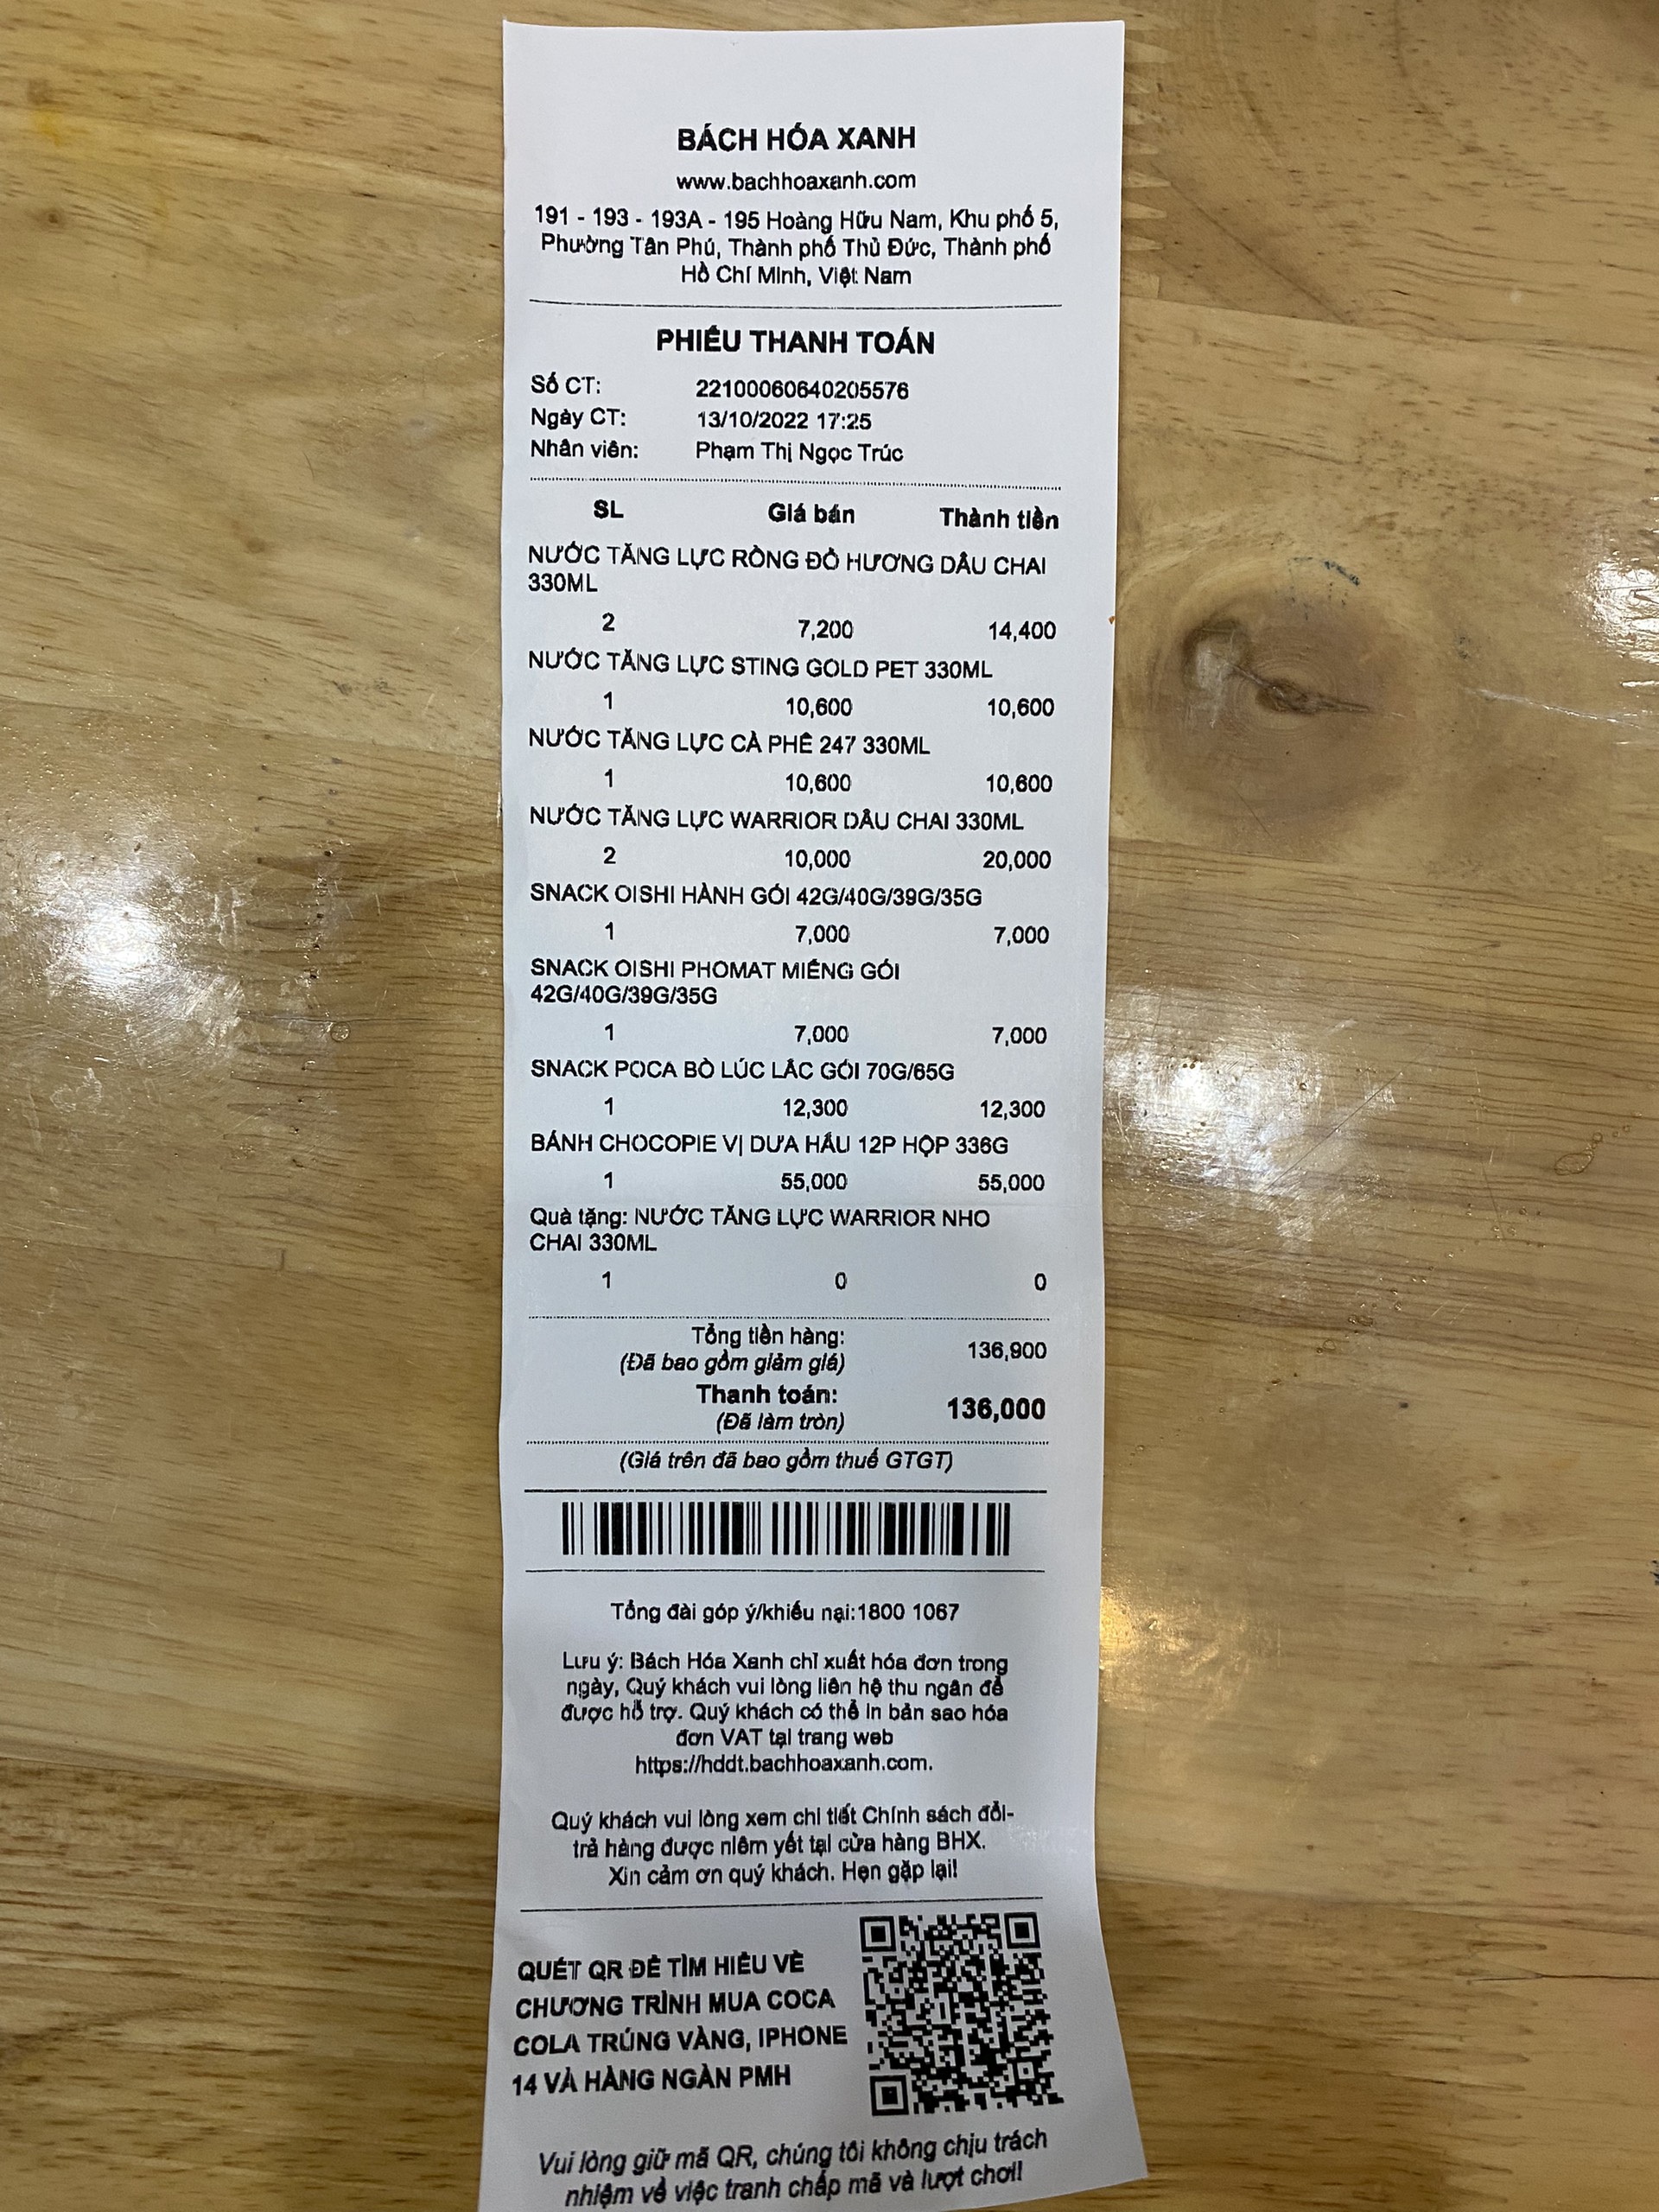 BÁCH HÓA XANH
www.bachhoaxanh.com
191 - 193 - 193A - 195 Hoàng Hữu Nam, Khu phố 5,
Phường Tân Phú, Thành phố Thủ Đức, Thành phố
Hồ Chí Minh, Việt Nam
PHIẾU THANH TOÁN
Số CT: 22100060640205576
Ngày CT: 13/10/2022 17:25
Nhân viên: Phạm Thị Ngọc Trúc
SL Giá bán Thành tiền
NƯỚC TĂNG LỰC RỒNG ĐỎ HƯƠNG DÂU CHAI
330ML
2 7,200 14,400
NƯỚC TĂNG LỰC STING GOLD PET 330ML
1 10,600 10,600
NƯỚC TĂNG LỰC CÀ PHÊ 247 330ML
1 10,600 10,600
NƯỚC TĂNG LỰC WARRIOR DÂU CHAI 330ML
2 10,000 20,000
SNACK OISHI HÀNH GÓI 42G/40G/39G/35G
1 7,000 7,000
SNACK OISHI PHOMAT MIẾNG GÓI
42G/40G/39G/35G
1 7,000 7,000
SNACK POCA BÒ LÚC LẮC GÓI 70G/65G
1 12,300 12,300
BÁNH CHOCOPIE VỊ DƯA HẤU 12P HỘP 336G
1 55,000 55,000
Quà tặng: NƯỚC TĂNG LỰC WARRIOR NHO
CHAI 330ML
1 0 0
Tổng tiền hàng: 136,900
(Đã bao gồm giảm giá)
Thanh toán: 136,000
(Đã làm tròn)
(Giá trên đã bao gồm thuế GTGT)
Tổng đài góp ý/khiếu nại:1800 1067
Lưu ý: Bách Hóa Xanh chỉ xuất hóa đơn trong
ngày, Quý khách vui lòng liên hệ thu ngân để
được hỗ trợ. Quý khách có thể in bản sao hóa
đơn VAT tại trang web
https://hddt.bachhoaxanh.com.
Quý khách vui lòng xem chi tiết Chính sách đổi-
trả hàng được niêm yết tại cửa hàng BHX.
Xin cảm ơn quý khách. Hẹn gặp lại!
QUÉT QR ĐỂ TÌM HIỂU VỀ
CHƯƠNG TRÌNH MUA COCA
COLA TRÚNG VÀNG, IPHONE
14 VÀ HÀNG NGÀN PMH
Vui lòng giữ mã QR, chúng tôi không chịu trách
nhiệm về việc tranh chấp mã và lượt chơi!